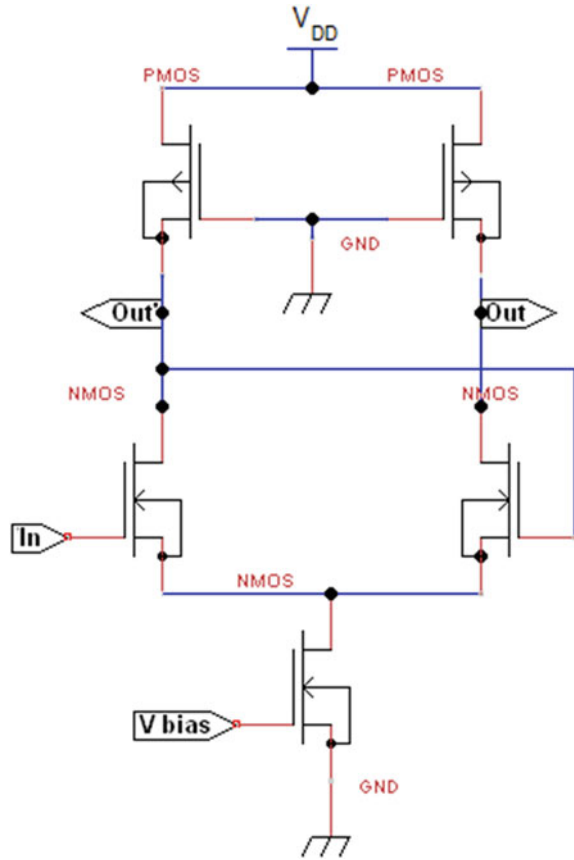 VDD
PMOS PMOS
GND
Out' Out
NMOS NMOS
In
NMOS
V bias
GND